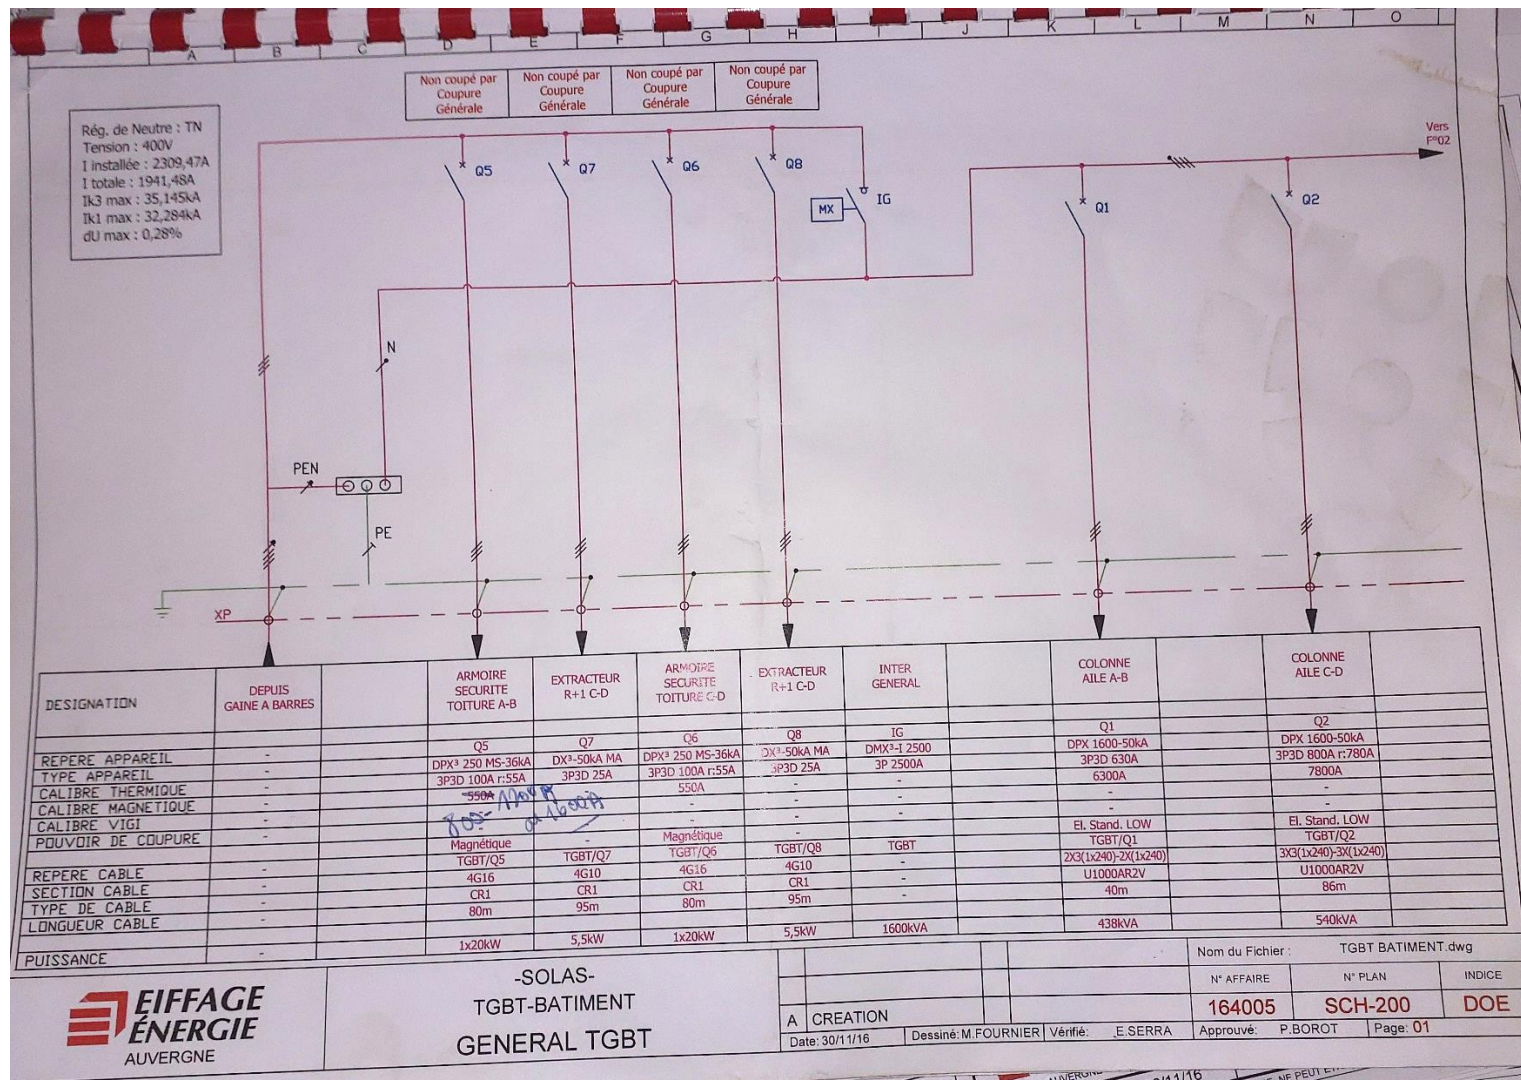 A B C D E F G H I J K L M N O
Non coupé par
Coupure
Générale
Non coupé par
Coupure
Générale
Non coupé par
Coupure
Générale
Non coupé par
Coupure
Générale
Rég. de Neutre : TN
Tension : 400V
I installée : 2309,47A
I totale : 1941,48A
Ik3 max : 35,145kA
Ik1 max : 32,284kA
dU max : 0,28%
Vers
F°02
Q5 Q7 Q6 Q8
MX IG
Q1 Q2
N
PEN
PE
XP
DESIGNATION
DEPUIS
GAINE A BARRES
ARMOIRE
SECURITE
TOITURE A-B
EXTRACTEUR
R+1 C-D
ARMOIRE
SECURITE
TOITURE C-D
EXTRACTEUR
R+1 C-D
INTER
GENERAL
COLONNE
AILE A-B
COLONNE
AILE C-D
REPERE APPAREIL - Q5 Q7 Q6 Q8 IG Q1 Q2
TYPE APPAREIL - DPX³ 250 MS-36kA DX³-50kA MA DPX³ 250 MS-36kA DX³-50kA MA DMX³-I 2500 DPX 1600-50kA DPX 1600-50kA
CALIBRE THERMIQUE - 3P3D 100A r:55A 3P3D 25A 3P3D 100A r:55A 3P3D 25A 3P 2500A 3P3D 630A 3P3D 800A r:780A
CALIBRE MAGNETIQUE - 550A - 550A - - 6300A 7800A
CALIBRE VIGI - - - - - -
POUVOIR DE COUPURE - - - - - -
Magnétique - Magnétique - - El. Stand. LOW El. Stand. LOW
REPERE CABLE - TGBT/Q5 TGBT/Q7 TGBT/Q6 TGBT/Q8 TGBT TGBT/Q1 TGBT/Q2
SECTION CABLE - 4G16 4G10 4G16 4G10 - 2X3(1x240)-2X(1x240) 3X3(1x240)-3X(1x240)
TYPE DE CABLE - CR1 CR1 CR1 CR1 - U1000AR2V U1000AR2V
LONGUEUR CABLE - 80m 95m 80m 95m - 40m 86m
PUISSANCE - 1x20kW 5,5kW 1x20kW 5,5kW 1600kVA 438kVA 540kVA
EIFFAGE
ÉNERGIE
AUVERGNE
-SOLAS-
TGBT-BATIMENT
GENERAL TGBT
A CREATION
Date: 30/11/16 Dessiné: M.FOURNIER Vérifié: E.SERRA Approuvé: P.BOROT Page: 01
Nom du Fichier : TGBT BATIMENT.dwg
N° AFFAIRE N° PLAN INDICE
164005 SCH-200 DOE